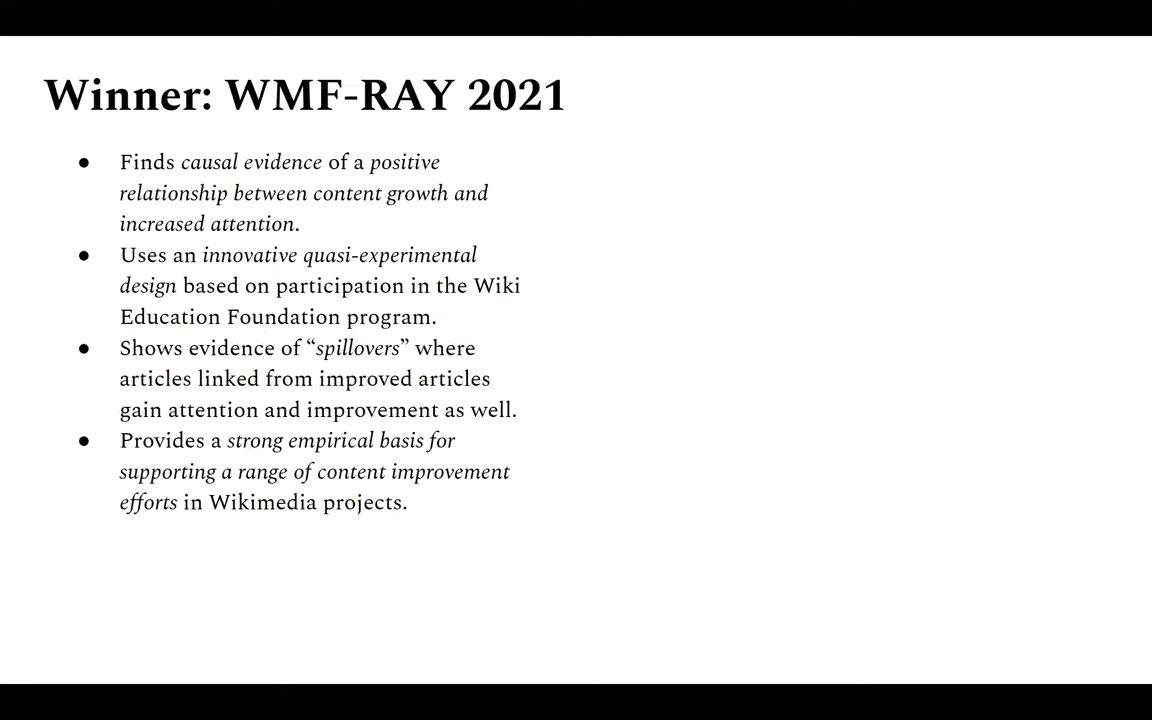 Winner: WMF-RAY 2021
● Finds causal evidence of a positive
relationship between content growth and
increased attention.
● Uses an innovative quasi-experimental
design based on participation in the Wiki
Education Foundation program.
● Shows evidence of “spillovers” where
articles linked from improved articles
gain attention and improvement as well.
● Provides a strong empirical basis for
supporting a range of content improvement
efforts in Wikimedia projects.